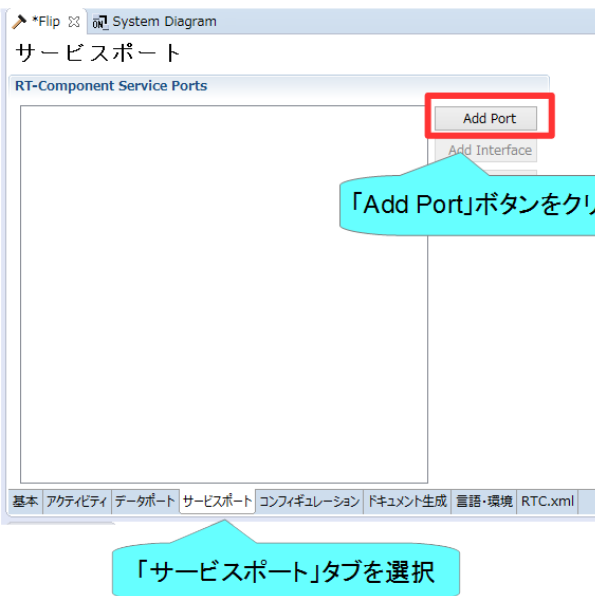 *Flip System Diagram
サービスポート
RT-Component Service Ports
Add Port
Add Interface
「Add Port」ボタンをクリ
基本 アクティビティ データポート サービスポート コンフィギュレーション ドキュメント生成 言語・環境 RTC.xml
「サービスポート」タブを選択